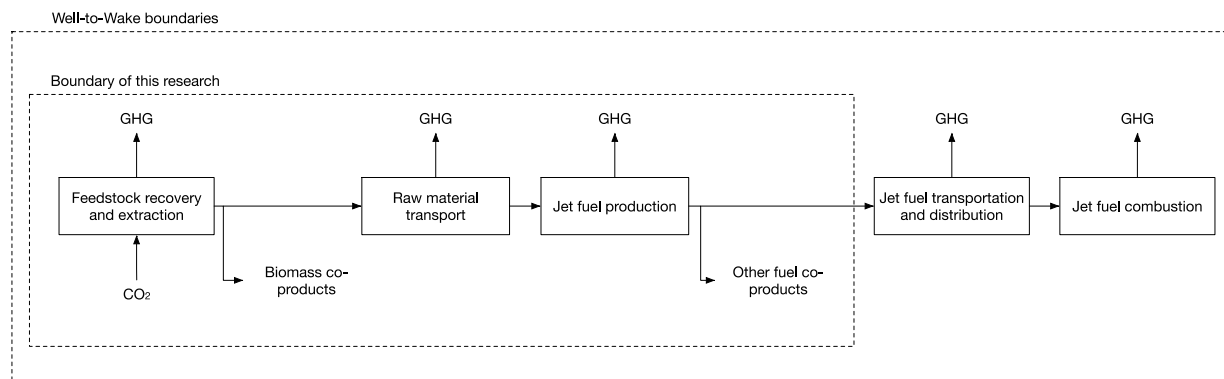 Well-to-Wake boundaries
Boundary of this research
GHG
GHG
GHG
GHG
GHG
Feedstock recovery
and extraction
Raw material
transport
Jet fuel production
Jet fuel transportation
and distribution
Jet fuel combustion
CO2
Biomass co-
products
Other fuel co-
products